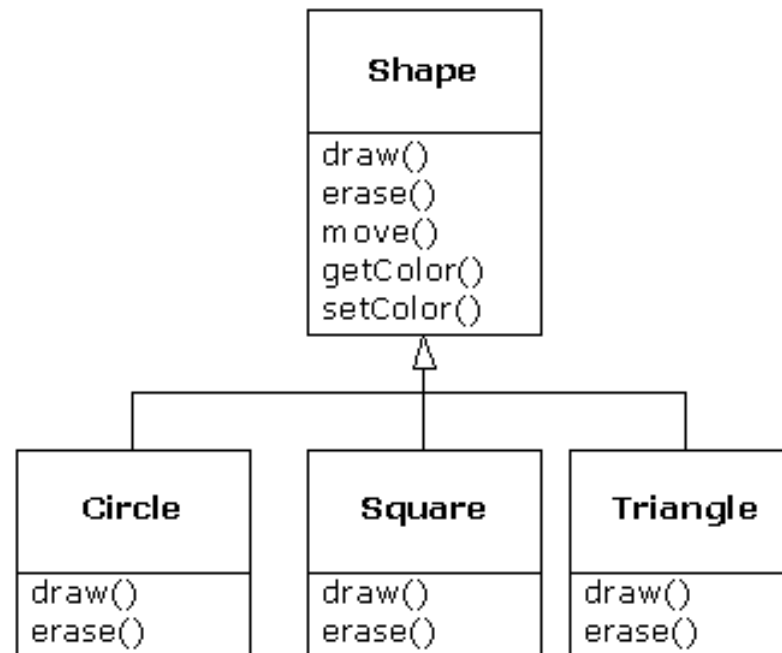 Shape
draw()
erase()
move()
getColor()
setColor()
Circle
draw()
erase()
Square
draw()
erase()
Triangle
draw()
erase()